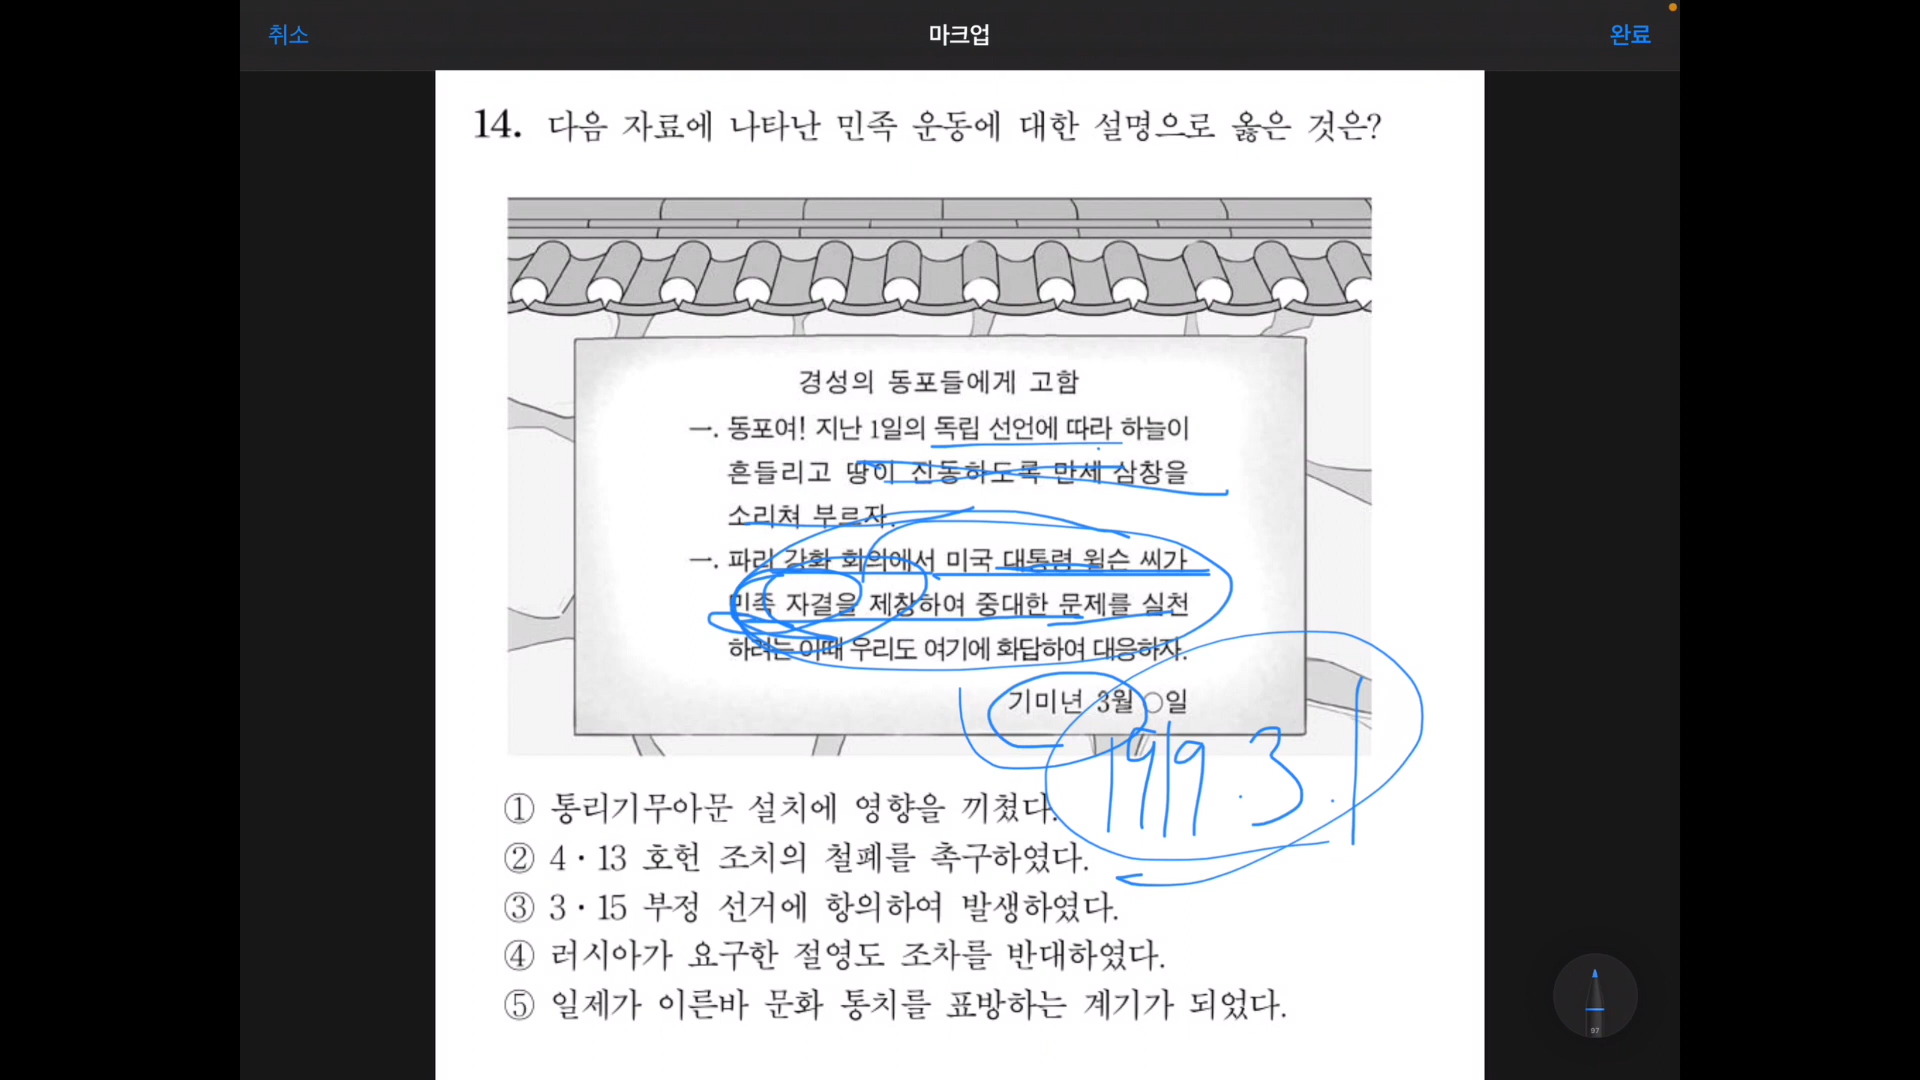 취소
마크업
완료
14. 다음 자료에 나타난 민족 운동에 대한 설명으로 옳은 것은?
경성의 동포들에게 고함
一. 동포여! 지난 1일의 독립 선언에 따라 하늘이
흔들리고 땅이 진동하도록 만세 삼창을
소리쳐 부르자.
一. 파리 강화 회의에서 미국 대통령 윌슨 씨가
민족 자결을 제창하여 중대한 문제를 실천
하려는 이때 우리도 여기에 화답하여 대응하자.
기미년 3월 ○일
1919.3.1
① 통리기무아문 설치에 영향을 끼쳤다.
② 4·13 호헌 조치의 철폐를 촉구하였다.
③ 3·15 부정 선거에 항의하여 발생하였다.
④ 러시아가 요구한 절영도 조차를 반대하였다.
⑤ 일제가 이른바 문화 통치를 표방하는 계기가 되었다.
97